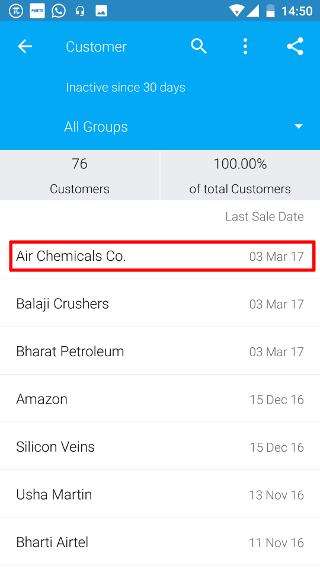 14:50
Customer
Inactive since 30 days
All Groups
76 100.00%
Customers of total Customers
Last Sale Date
Air Chemicals Co. 03 Mar 17
Balaji Crushers 03 Mar 17
Bharat Petroleum 03 Mar 17
Amazon 15 Dec 16
Silicon Veins 15 Dec 16
Usha Martin 13 Nov 16
Bharti Airtel 11 Nov 16